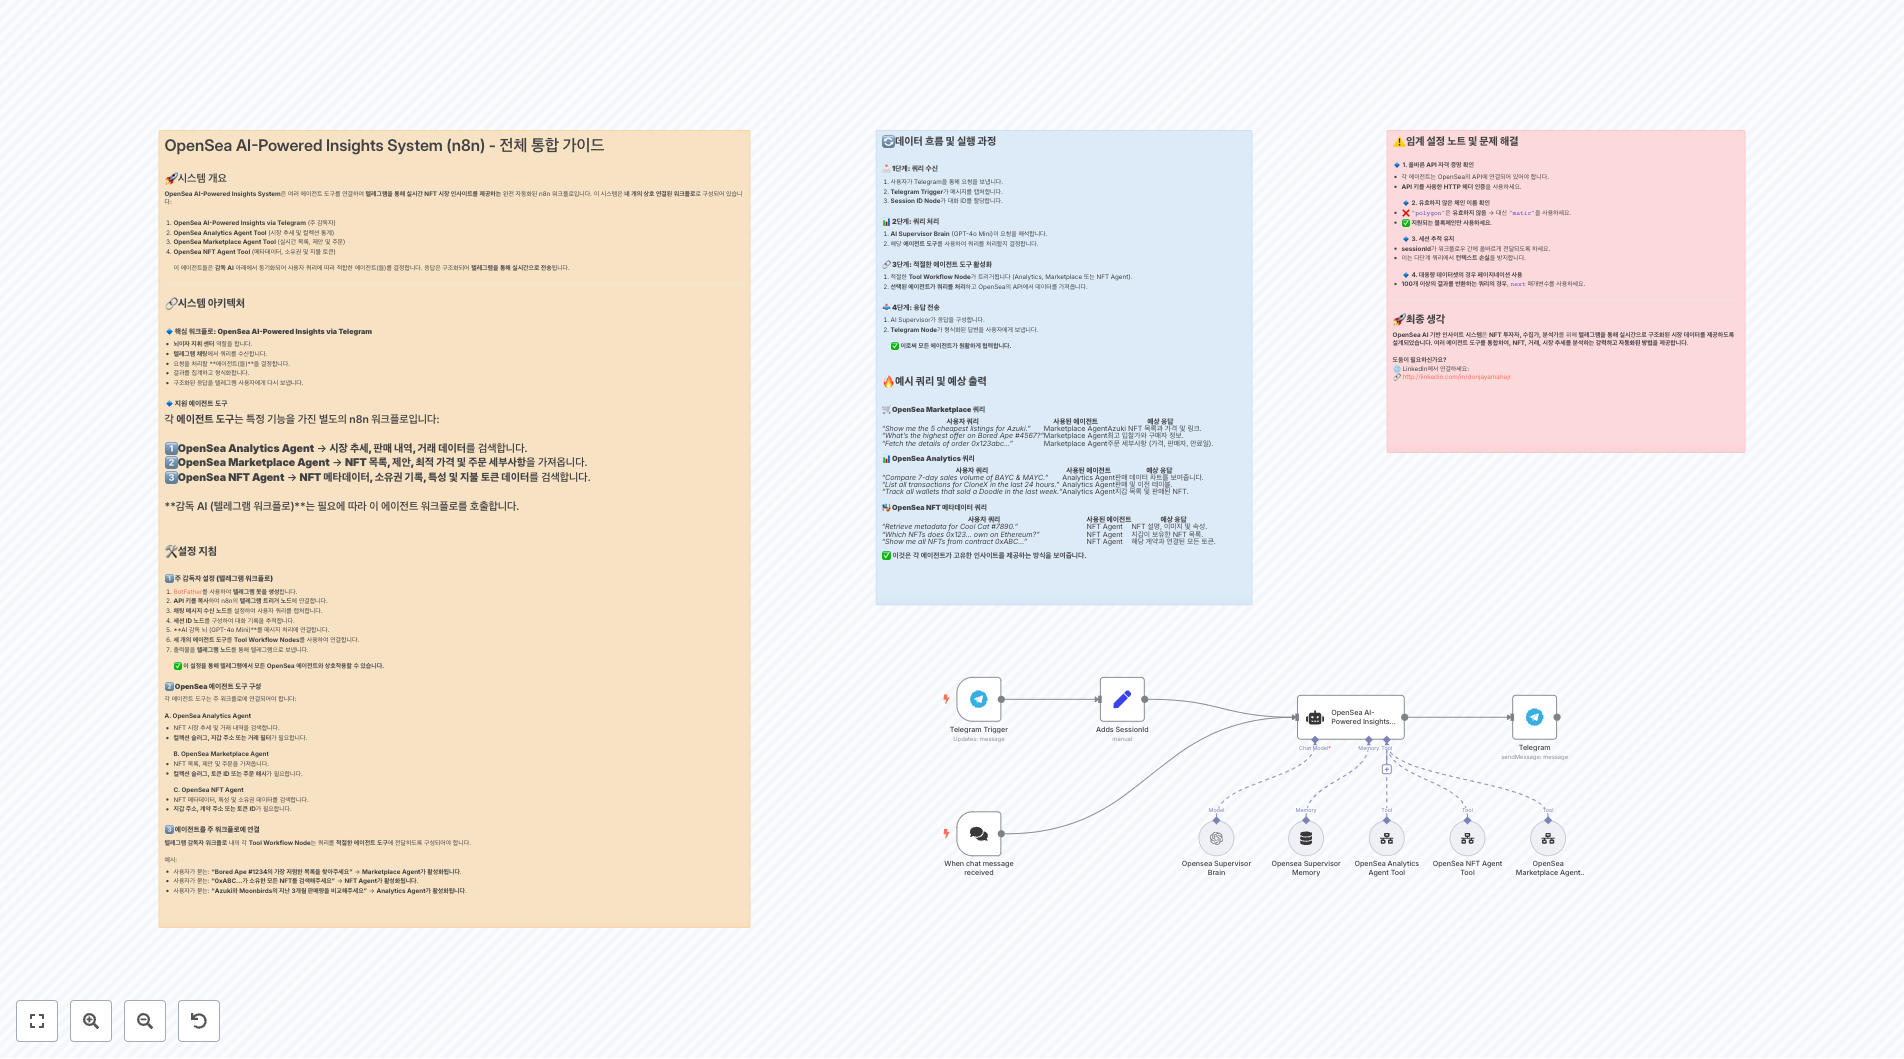 OpenSea AI-Powered Insights System (n8n) - 전체 통합 가이드
🚀시스템 개요
OpenSea AI-Powered Insights System은 여러 에이전트 도구를 연결하여 텔레그램을 통해 실시간 NFT 시장 인사이트를 제공하는 완전 자동화된 n8n 워크플로입니다. 이 시스템은 네 개의 상호 연결된 워크플로로 구성되어 있습니
다:
1. OpenSea AI-Powered Insights via Telegram (주 감독자)
2. OpenSea Analytics Agent Tool (시장 추세 및 컬렉션 통계)
3. OpenSea Marketplace Agent Tool (실시간 목록, 제안 및 주문)
4. OpenSea NFT Agent Tool (메타데이터, 소유권 및 지불 토큰)
이 에이전트들은 감독 AI 아래에서 동기화되어 사용자 쿼리에 따라 적합한 에이전트(들)를 결정합니다. 응답은 구조화되어 텔레그램을 통해 실시간으로 전송됩니다.
🔗시스템 아키텍처
🔹 핵심 워크플로: OpenSea AI-Powered Insights via Telegram
• 뇌이자 지휘 센터 역할을 합니다.
• 텔레그램 채팅에서 쿼리를 수신합니다.
• 요청을 처리할 **에이전트(들)**을 결정합니다.
• 결과를 집계하고 형식화합니다.
• 구조화된 응답을 텔레그램 사용자에게 다시 보냅니다.
🔹 지원 에이전트 도구
각 에이전트 도구는 특정 기능을 가진 별도의 n8n 워크플로입니다:
1️⃣OpenSea Analytics Agent → 시장 추세, 판매 내역, 거래 데이터를 검색합니다.
2️⃣OpenSea Marketplace Agent → NFT 목록, 제안, 최적 가격 및 주문 세부사항을 가져옵니다.
3️⃣OpenSea NFT Agent → NFT 메타데이터, 소유권 기록, 특성 및 지불 토큰 데이터를 검색합니다.
**감독 AI (텔레그램 워크플로)**는 필요에 따라 이 에이전트 워크플로를 호출합니다.
🛠️설정 지침
1️⃣주 감독자 설정 (텔레그램 워크플로)
1. BotFather를 사용하여 텔레그램 봇을 생성합니다.
2. API 키를 복사하여 n8n의 텔레그램 트리거 노드에 연결합니다.
3. 채팅 메시지 수신 노드를 설정하여 사용자 쿼리를 캡처합니다.
4. 세션 ID 노드를 구성하여 대화 기록을 추적합니다.
5. **AI 감독 뇌 (GPT-4o Mini)**를 메시지 처리에 연결합니다.
6. 세 개의 에이전트 도구를 Tool Workflow Nodes를 사용하여 연결합니다.
7. 출력물을 텔레그램 노드를 통해 텔레그램으로 보냅니다.
✅ 이 설정을 통해 텔레그램에서 모든 OpenSea 에이전트와 상호작용할 수 있습니다.
2️⃣OpenSea 에이전트 도구 구성
각 에이전트 도구는 주 워크플로에 연결되어야 합니다:
A. OpenSea Analytics Agent
• NFT 시장 추세 및 거래 내역을 검색합니다.
• 컬렉션 슬러그, 지갑 주소 또는 거래 필터가 필요합니다.
B. OpenSea Marketplace Agent
• NFT 목록, 제안 및 주문을 가져옵니다.
• 컬렉션 슬러그, 토큰 ID 또는 주문 해시가 필요합니다.
C. OpenSea NFT Agent
• NFT 메타데이터, 특성 및 소유권 데이터를 검색합니다.
• 지갑 주소, 계약 주소 또는 토큰 ID가 필요합니다.
3️⃣에이전트를 주 워크플로에 연결
텔레그램 감독자 워크플로 내의 각 Tool Workflow Node는 쿼리를 적절한 에이전트 도구에 전달하도록 구성되어야 합니다.
예시:
• 사용자가 묻는: "Bored Ape #1234의 가장 저렴한 목록을 찾아주세요" → Marketplace Agent가 활성화됩니다.
• 사용자가 묻는: "0xABC...가 소유한 모든 NFT를 검색해주세요" → NFT Agent가 활성화됩니다.
• 사용자가 묻는: "Azuki와 Moonbirds의 지난 3개월 판매량을 비교해주세요" → Analytics Agent가 활성화됩니다.
🔄데이터 흐름 및 실행 과정
📩 1단계: 쿼리 수신
1. 사용자가 Telegram을 통해 요청을 보냅니다.
2. Telegram Trigger가 메시지를 캡처합니다.
3. Session ID Node가 대화 ID를 할당합니다.
📊 2단계: 쿼리 처리
1. AI Supervisor Brain (GPT-4o Mini)이 요청을 해석합니다.
2. 해당 에이전트 도구를 사용하여 쿼리를 처리할지 결정합니다.
🔗 3단계: 적절한 에이전트 도구 활성화
1. 적절한 Tool Workflow Node가 트리거됩니다 (Analytics, Marketplace 또는 NFT Agent).
2. 선택된 에이전트가 쿼리를 처리하고 OpenSea의 API에서 데이터를 가져옵니다.
📤 4단계: 응답 전송
1. AI Supervisor가 응답을 구성합니다.
2. Telegram Node가 형식화된 답변을 사용자에게 보냅니다.
✅ 이로써 모든 에이전트가 원활하게 협력합니다.
🔥예시 쿼리 및 예상 출력
🛒OpenSea Marketplace 쿼리
사용자 쿼리 사용된 에이전트 예상 응답
"Show me the 5 cheapest listings for Azuki." Marketplace Agent Azuki NFT 목록과 가격 및 링크.
"What's the highest offer on Bored Ape #4567?" Marketplace Agent 최고 입찰가와 구매자 정보.
"Fetch the details of order 0x123abc..." Marketplace Agent 주문 세부사항 (가격, 판매자, 만료일).
📊 OpenSea Analytics 쿼리
사용자 쿼리 사용된 에이전트 예상 응답
"Compare 7-day sales volume of BAYC & MAYC." Analytics Agent 판매 데이터 차트를 보여줍니다.
"List all transactions for CloneX in the last 24 hours." Analytics Agent 판매 및 이전 테이블.
"Track all wallets that sold a Doodle in the last week." Analytics Agent 지갑 목록 및 판매된 NFT.
🎭 OpenSea NFT 메타데이터 쿼리
사용자 쿼리 사용된 에이전트 예상 응답
"Retrieve metadata for Cool Cat #7890." NFT Agent NFT 설명, 이미지 및 속성.
"Which NFTs does 0x123... own on Ethereum?" NFT Agent 지갑이 보유한 NFT 목록.
"Show me all NFTs from contract 0xABC..." NFT Agent 해당 계약과 연결된 모든 토큰.
✅ 이것은 각 에이전트가 고유한 인사이트를 제공하는 방식을 보여줍니다.
⚠️임계 설정 노트 및 문제 해결
🔹 1. 올바른 API 자격 증명 확인
• 각 에이전트는 OpenSea의 API에 연결되어 있어야 합니다.
• API 키를 사용한 HTTP 헤더 인증을 사용하세요.
🔹 2. 유효하지 않은 체인 이름 확인
• ❌ "polygon"은 유효하지 않음 → 대신 "matic"을 사용하세요.
• ✅ 지원되는 블록체인만 사용하세요.
🔹 3. 세션 추적 유지
• sessionId가 워크플로우 간에 올바르게 전달되도록 하세요.
• 이는 다단계 쿼리에서 컨텍스트 손실을 방지합니다.
🔹 4. 대용량 데이터셋의 경우 페이지네이션 사용
• 100개 이상의 결과를 반환하는 쿼리의 경우, next 매개변수를 사용하세요.
🚀최종 생각
OpenSea AI 기반 인사이트 시스템은 NFT 투자자, 수집가, 분석가를 위해 텔레그램을 통해 실시간으로 구조화된 시장 데이터를 제공하도록
설계되었습니다. 여러 에이전트 도구를 통합하여, NFT, 거래, 시장 추세를 분석하는 강력하고 자동화된 방법을 제공합니다.
도움이 필요하신가요?
🌐 LinkedIn에서 연결하세요:
🔗 http://linkedin.com/in/donjayamahajr
Telegram Trigger
Updates: message
Adds SessionId
manual
OpenSea AI-
Powered Insights...
Chat Model*
Memory
Tool
Telegram
sendMessage: message
When chat message
received
Model
Memory
Tool
Tool
Tool
Opensea Supervisor
Brain
Opensea Supervisor
Memory
OpenSea Analytics
Agent Tool
OpenSea NFT Agent
Tool
OpenSea
Marketplace Agent..